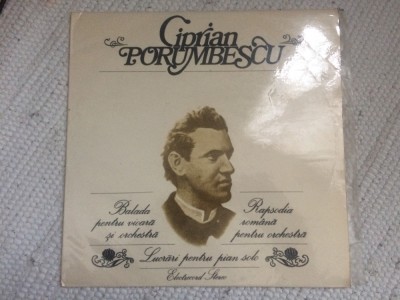 Ciprian
PORUMBESCU
Balada
pentru vioară
și orchestră
Rapsodia
română
pentru orchestră
Lucrări pentru pian solo
Electrecord Stereo